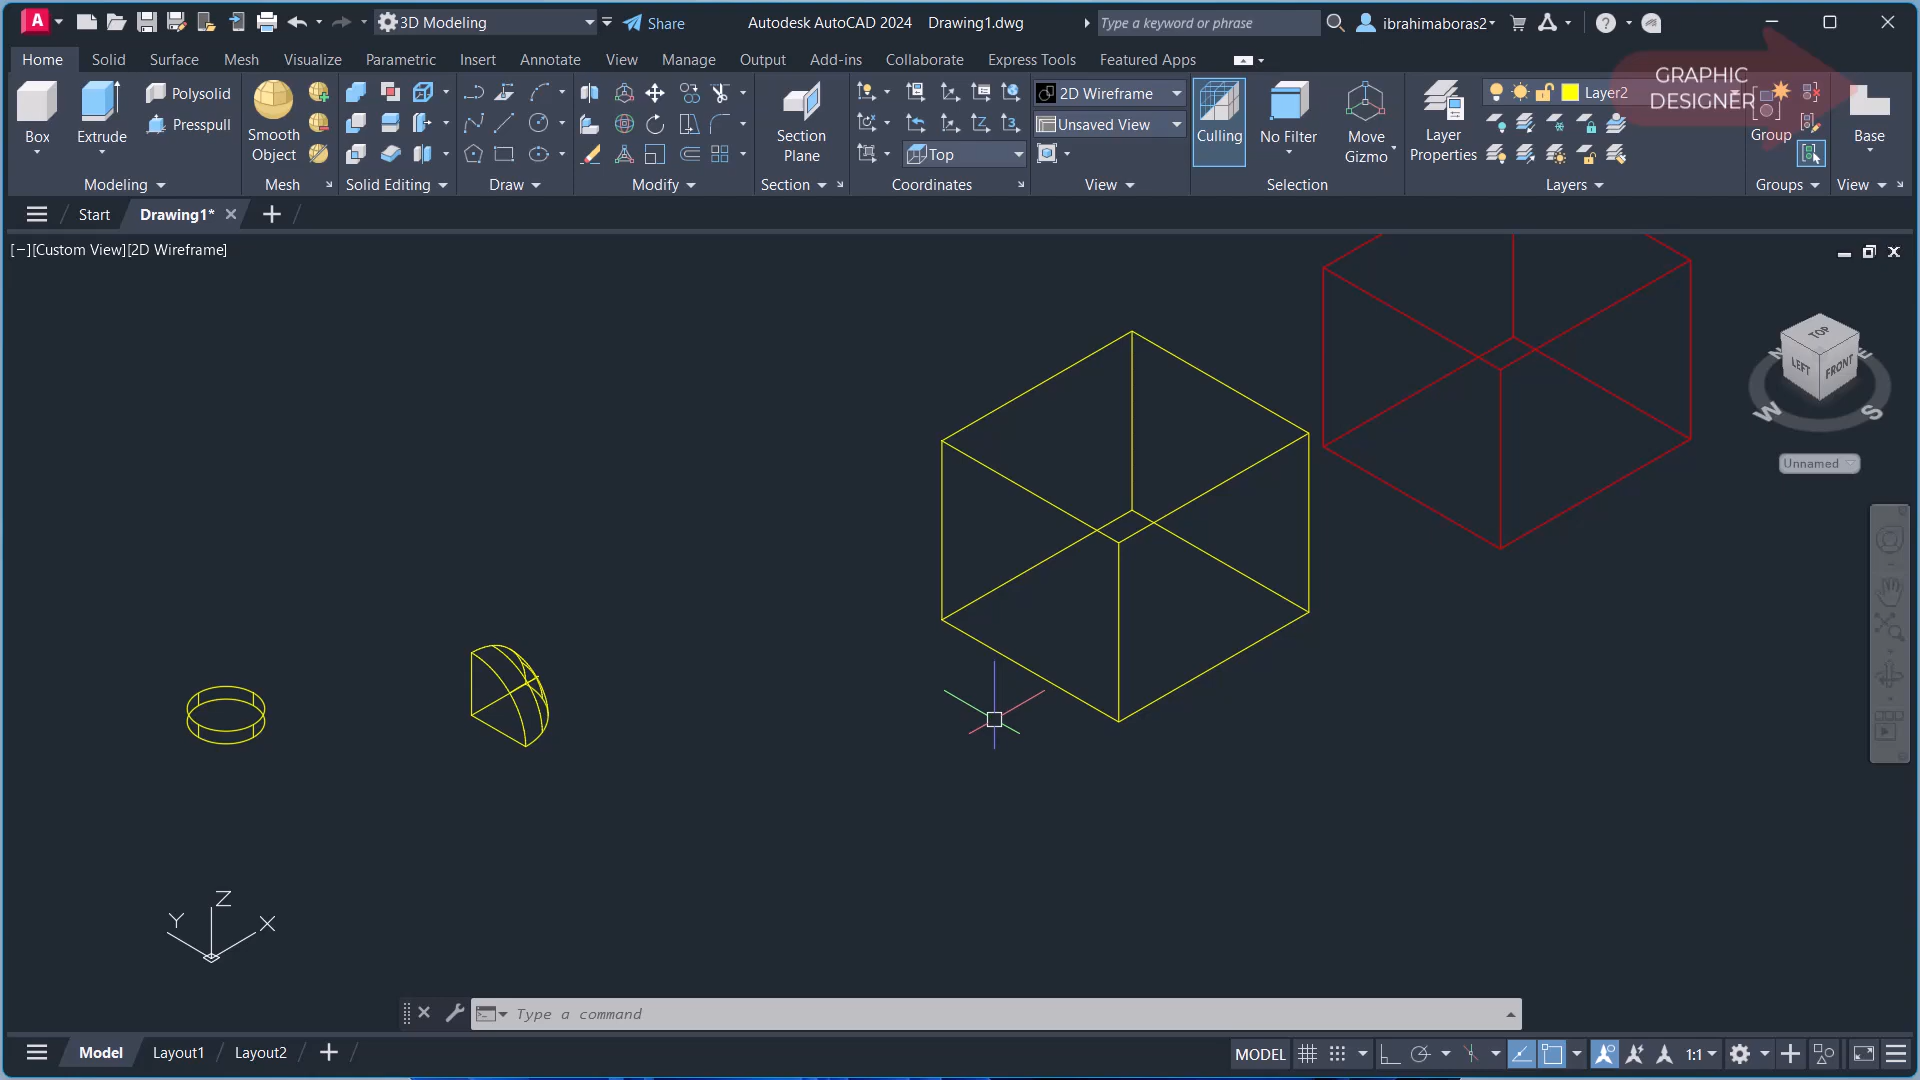 A
3D Modeling
Share
Autodesk AutoCAD 2024 Drawing1.dwg
Type a keyword or phrase
ibrahimaboras2
?
Home Solid Surface Mesh Visualize Parametric Insert Annotate View Manage Output Add-ins Collaborate Express Tools Featured Apps
Box
Extrude
Polysolid
Presspull
Modeling
Smooth
Object
Mesh
Solid Editing
Draw
Modify
Section
Plane
Section
Z
3
Top
Coordinates
2D Wireframe
Unsaved View
View
Culling
No Filter
Move
Gizmo
Selection
Layer
Properties
Layer2
Layers
GRAPHIC
DESIGNER
Group
Groups
Base
View
Start
Drawing1*
[−][Custom View][2D Wireframe]
TOP
LEFT
FRONT
N
E
W
S
Unnamed
Z
Y
X
Type a command
Model
Layout1
Layout2
MODEL
1:1